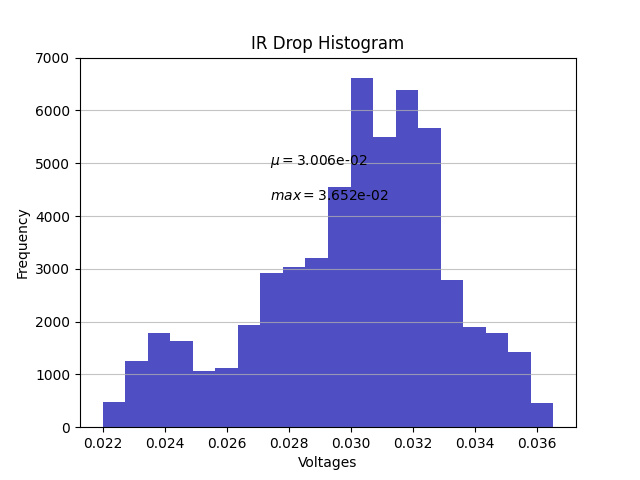 IR Drop Histogram
7000
6000
5000
4000
3000
2000
1000
0
Frequency
μ = 3.006e-02
max = 3.652e-02
0.022 0.024 0.026 0.028 0.030 0.032 0.034 0.036
Voltages